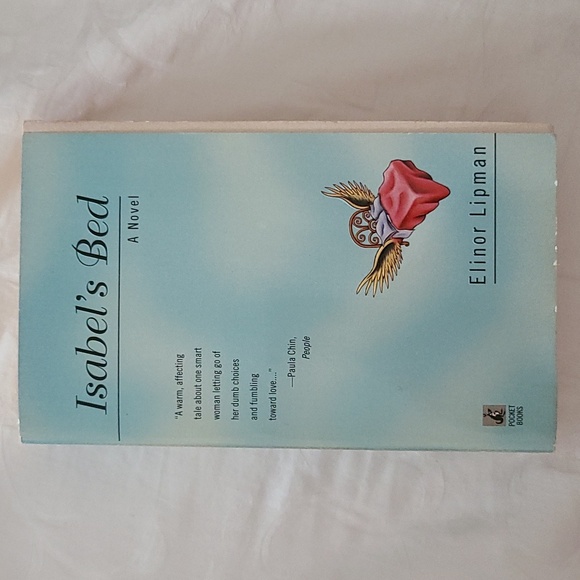 Isabel's Bed
A Novel
"A warm, affecting
tale about one smart
woman letting go of
her dumb choices
and fumbling
toward love...."
—Paula Chin,
People
Elinor Lipman
POCKET
BOOKS